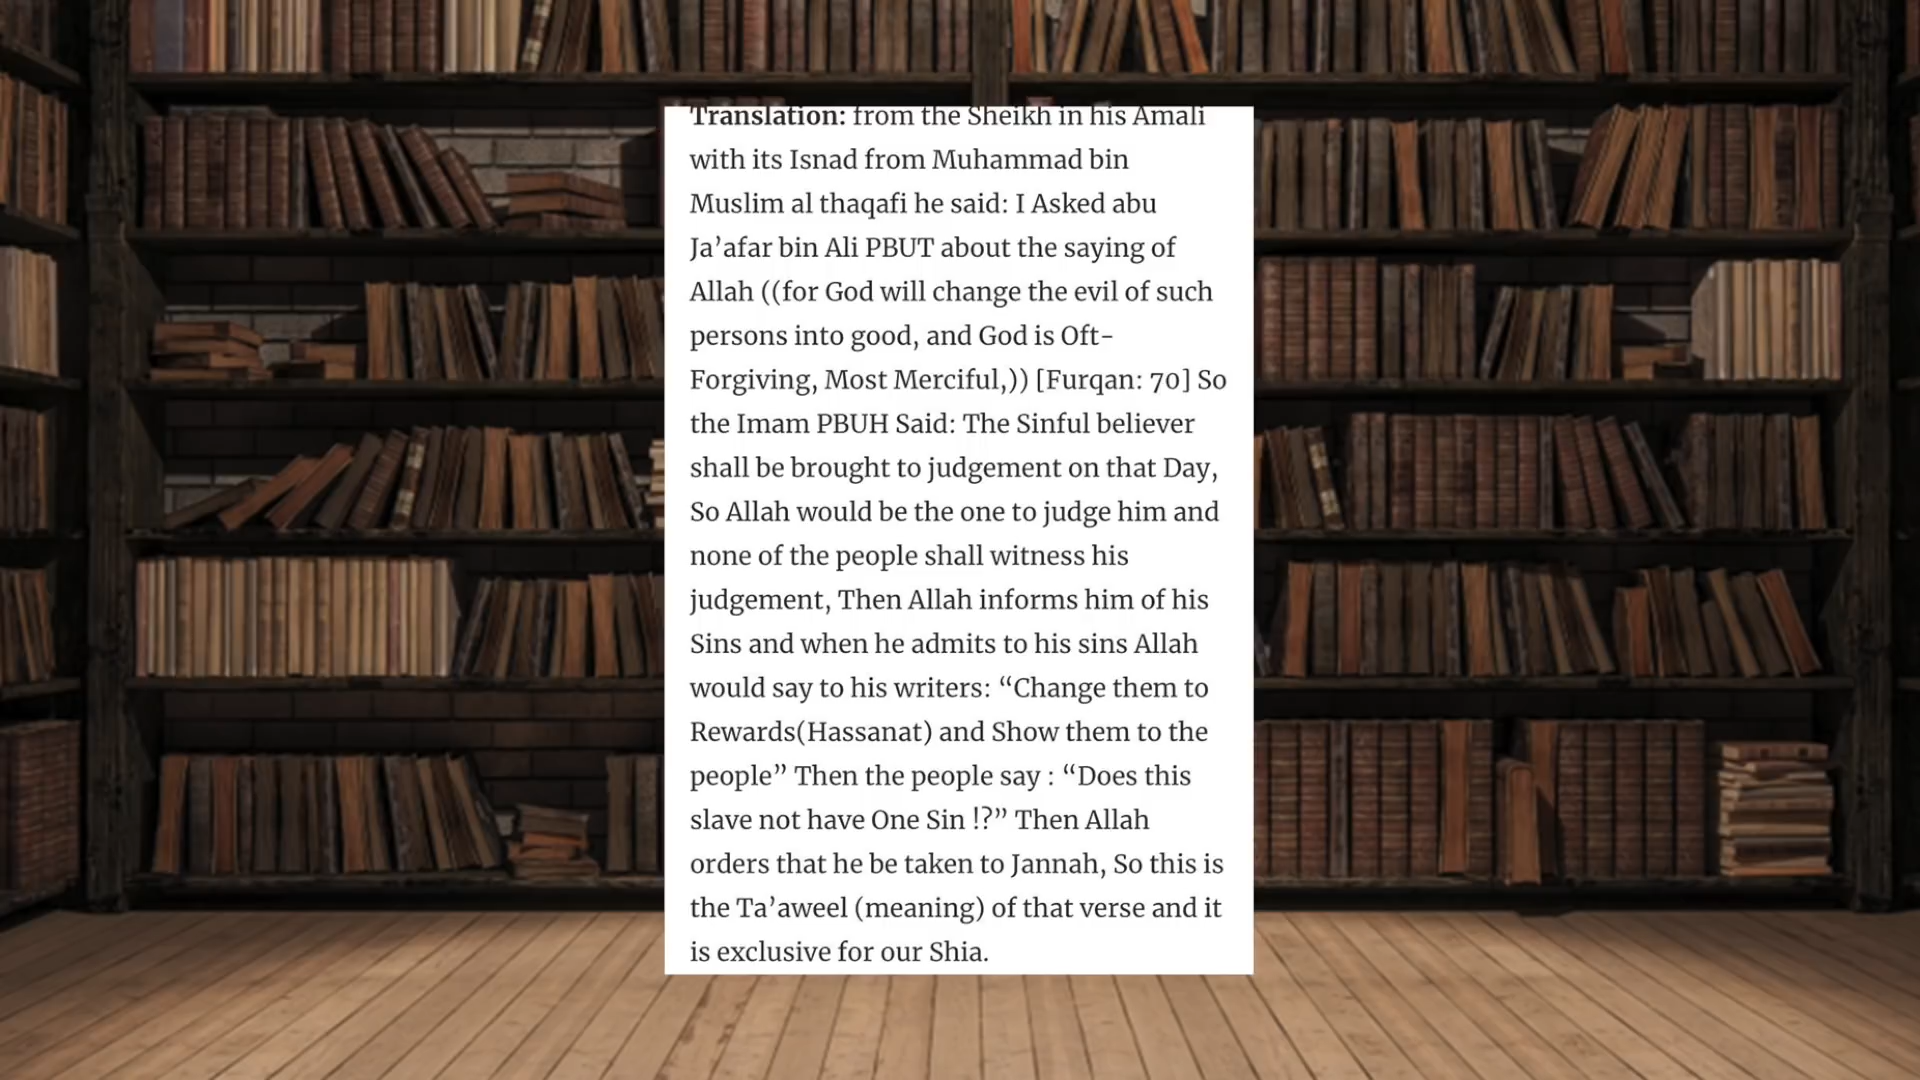 Translation: from the Sheikh in his Amali
with its Isnad from Muhammad bin
Muslim al thaqafi he said: I Asked abu
Ja’afar bin Ali PBUT about the saying of
Allah ((for God will change the evil of such
persons into good, and God is Oft-
Forgiving, Most Merciful,)) [Furqan: 70] So
the Imam PBUH Said: The Sinful believer
shall be brought to judgement on that Day,
So Allah would be the one to judge him and
none of the people shall witness his
judgement, Then Allah informs him of his
Sins and when he admits to his sins Allah
would say to his writers: “Change them to
Rewards(Hassanat) and Show them to the
people” Then the people say : “Does this
slave not have One Sin !?” Then Allah
orders that he be taken to Jannah, So this is
the Ta’aweel (meaning) of that verse and it
is exclusive for our Shia.